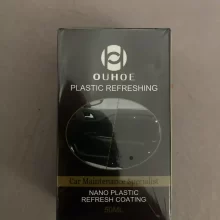 OUHOE
PLASTIC REFRESHING
Car Maintenance Specialist
NANO PLASTIC
REFRESH COATING